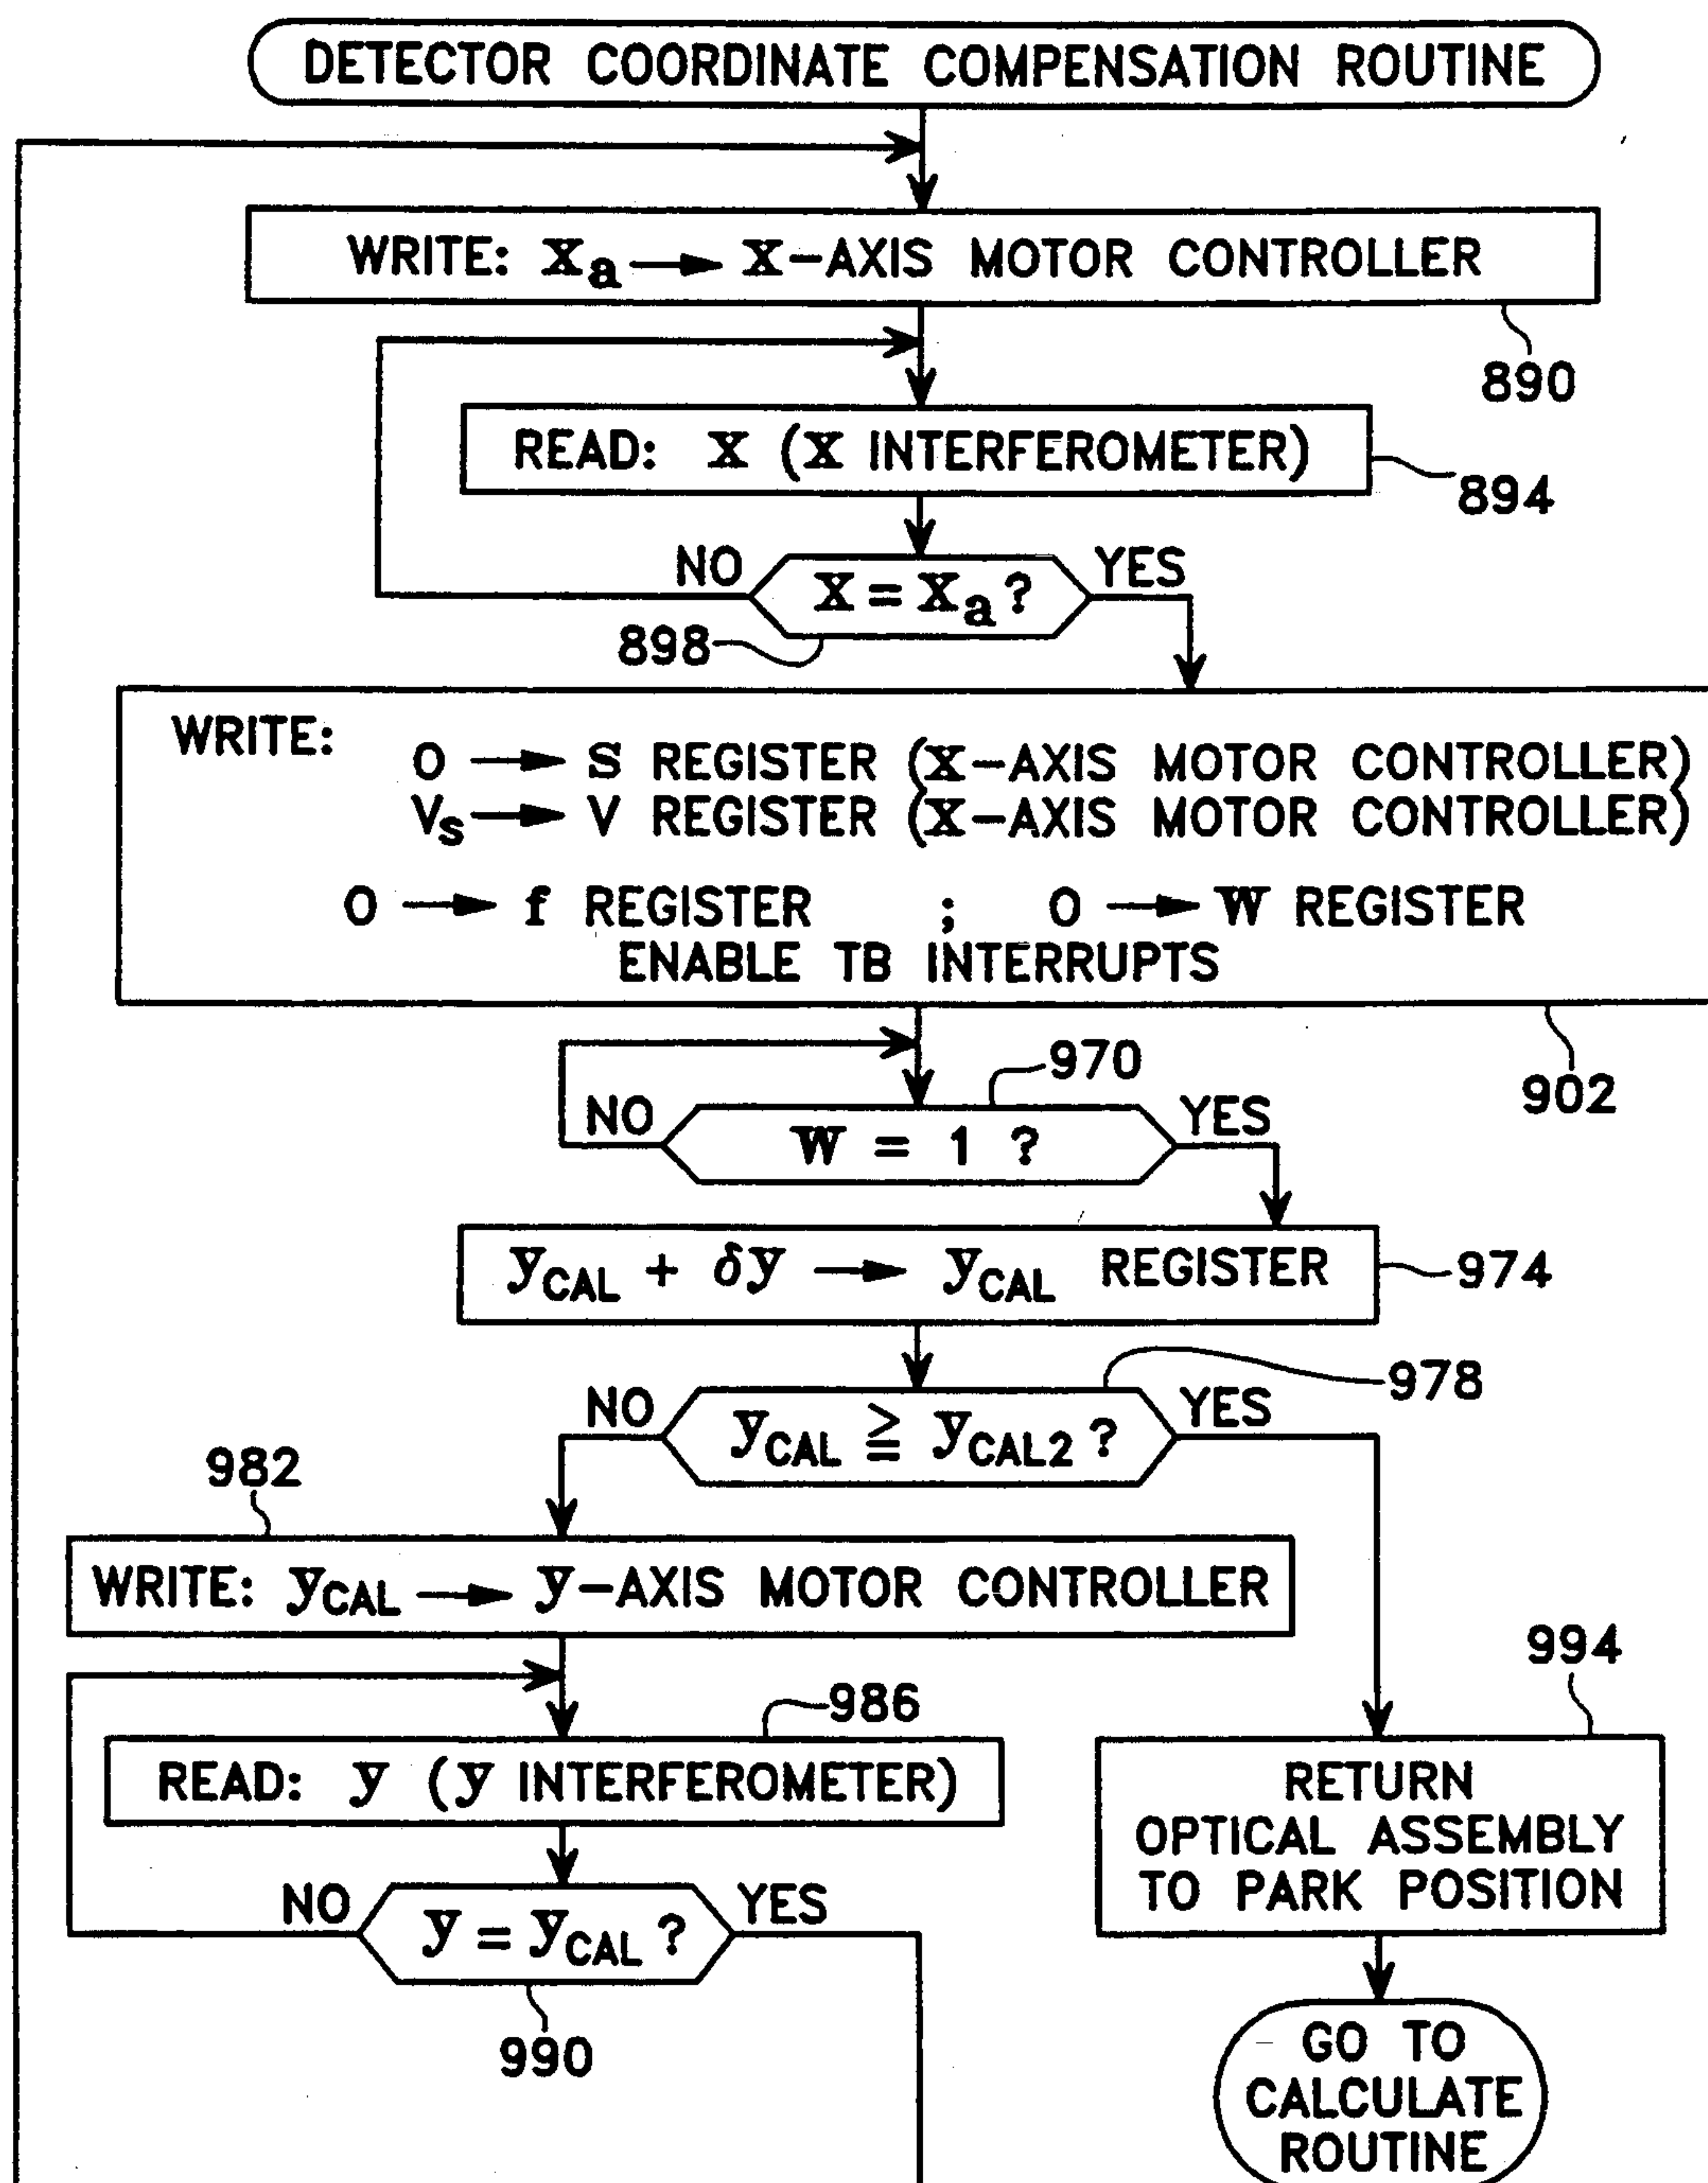 DETECTOR COORDINATE COMPENSATION ROUTINE
WRITE: xa → x-AXIS MOTOR CONTROLLER
890
READ: x (x INTERFEROMETER)
894
NO
YES
x = xa ?
898
WRITE:
0 → S REGISTER (x-AXIS MOTOR CONTROLLER)
Vs → V REGISTER (x-AXIS MOTOR CONTROLLER)
0 → f REGISTER ; 0 → W REGISTER
ENABLE TB INTERRUPTS
902
970
NO
YES
W = 1 ?
yCAL + δy → yCAL REGISTER
974
978
NO
YES
yCAL ≧ yCAL2 ?
982
WRITE: yCAL → y-AXIS MOTOR CONTROLLER
994
986
READ: y (y INTERFEROMETER)
RETURN
OPTICAL ASSEMBLY
TO PARK POSITION
NO
YES
y = yCAL ?
990
GO TO
CALCULATE
ROUTINE